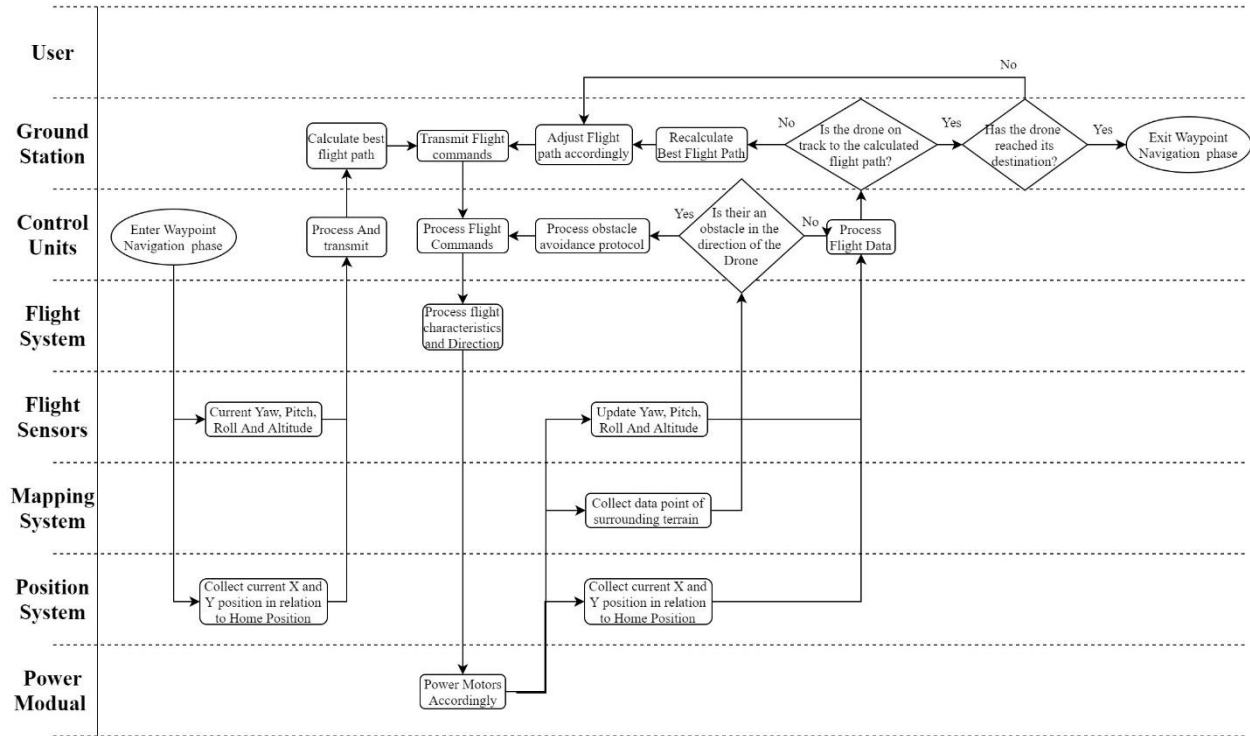 User
No
Ground
Station
Calculate best
flight path
Transmit Flight
commands
Adjust Flight
path accordingly
Recalculate
Best Flight Path
No
Is the drone on
track to the calculated
flight path?
Yes
Has the drone
reached its
destination?
Yes
Exit Waypoint
Navigation phase
Control
Units
Enter Waypoint
Navigation phase
Process And
transmit
Process Flight
Commands
Process obstacle
avoidance protocol
Yes
Is their an
obstacle in the
direction of the
Drone
No
Process
Flight Data
Flight
System
Process flight
characteristics
and Direction
Flight
Sensors
Current Yaw, Pitch,
Roll And Altitude
Update Yaw, Pitch,
Roll And Altitude
Mapping
System
Collect data point of
surrounding terrain
Position
System
Collect current X and
Y position in relation
to Home Position
Collect current X and
Y position in relation
to Home Position
Power
Modual
Power Motors
Accordingly